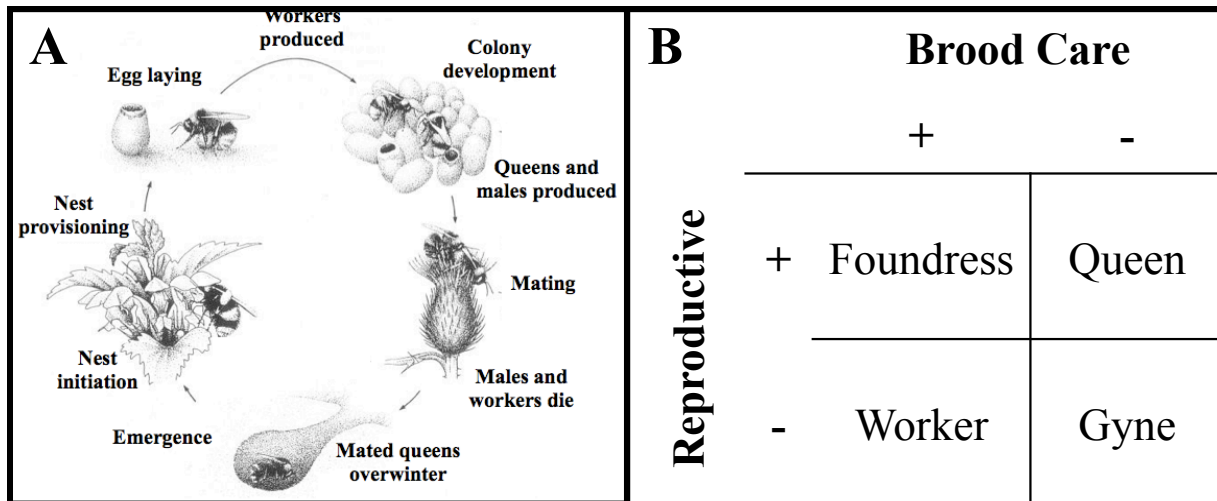 A
Workers
produced
Colony
development
Egg laying
Queens and
males produced
Nest
provisioning
Mating
Nest
initiation
Males and
workers die
Emergence
Mated queens
overwinter
B
Brood Care
+ -
Reproductive
+ Foundress Queen
- Worker Gyne